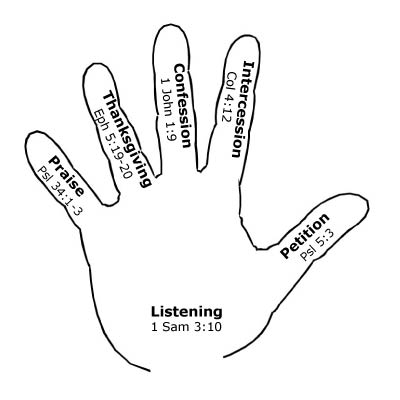 Praise
Psl 34:1-3
Thanksgiving
Eph 5:19-20
Confession
1 John 1:9
Intercession
Col 4:12
Petition
Psl 5:3
Listening
1 Sam 3:10